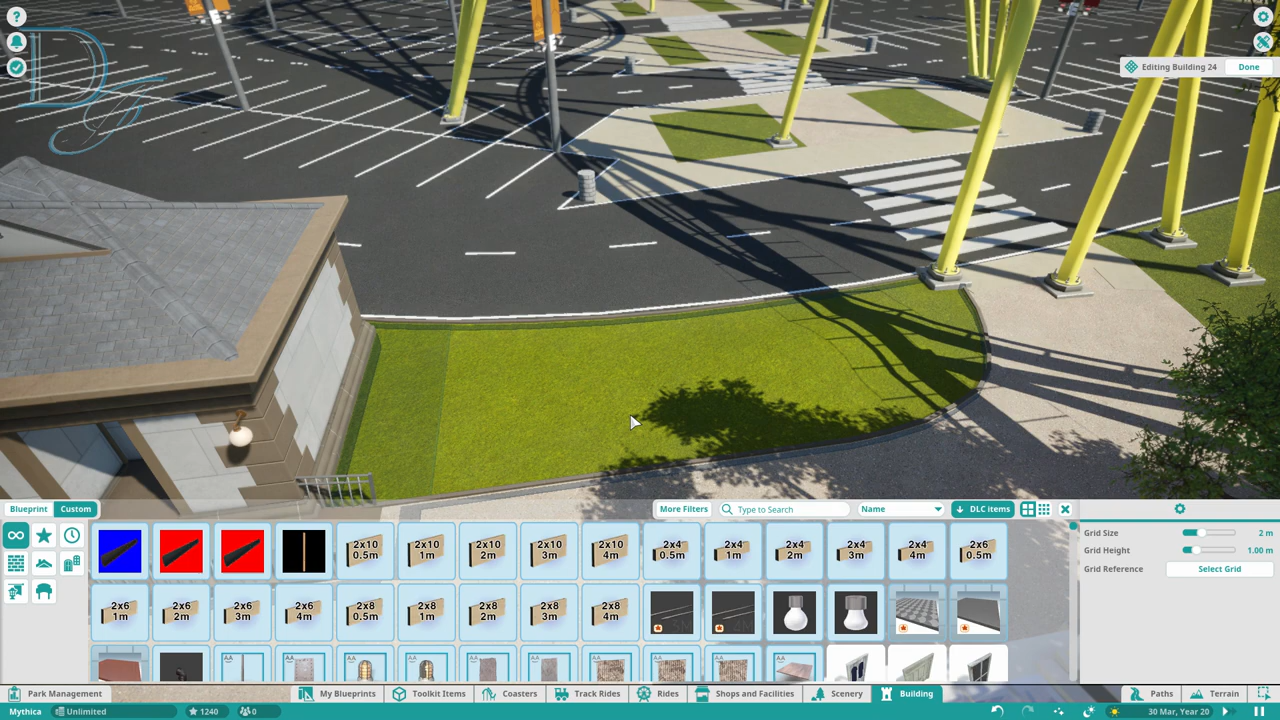 ?
Editing Building 24
Done
Blueprint
Custom
More Filters
Type to Search
Name
DLC items
2x10
0.5m
2x10
1m
2x10
2m
2x10
3m
2x10
4m
2x4
0.5m
2x4
1m
2x4
2m
2x4
3m
2x4
4m
2x6
0.5m
2x6
1m
2x6
2m
2x6
3m
2x6
4m
2x8
0.5m
2x8
1m
2x8
2m
2x8
3m
2x8
4m
Grid Size
2 m
Grid Height
1.00 m
Grid Reference
Select Grid
Park Management
My Blueprints
Toolkit Items
Coasters
Track Rides
Rides
Shops and Facilities
Scenery
Building
Paths
Terrain
Mythica
Unlimited
1240
0
30 Mar, Year 20